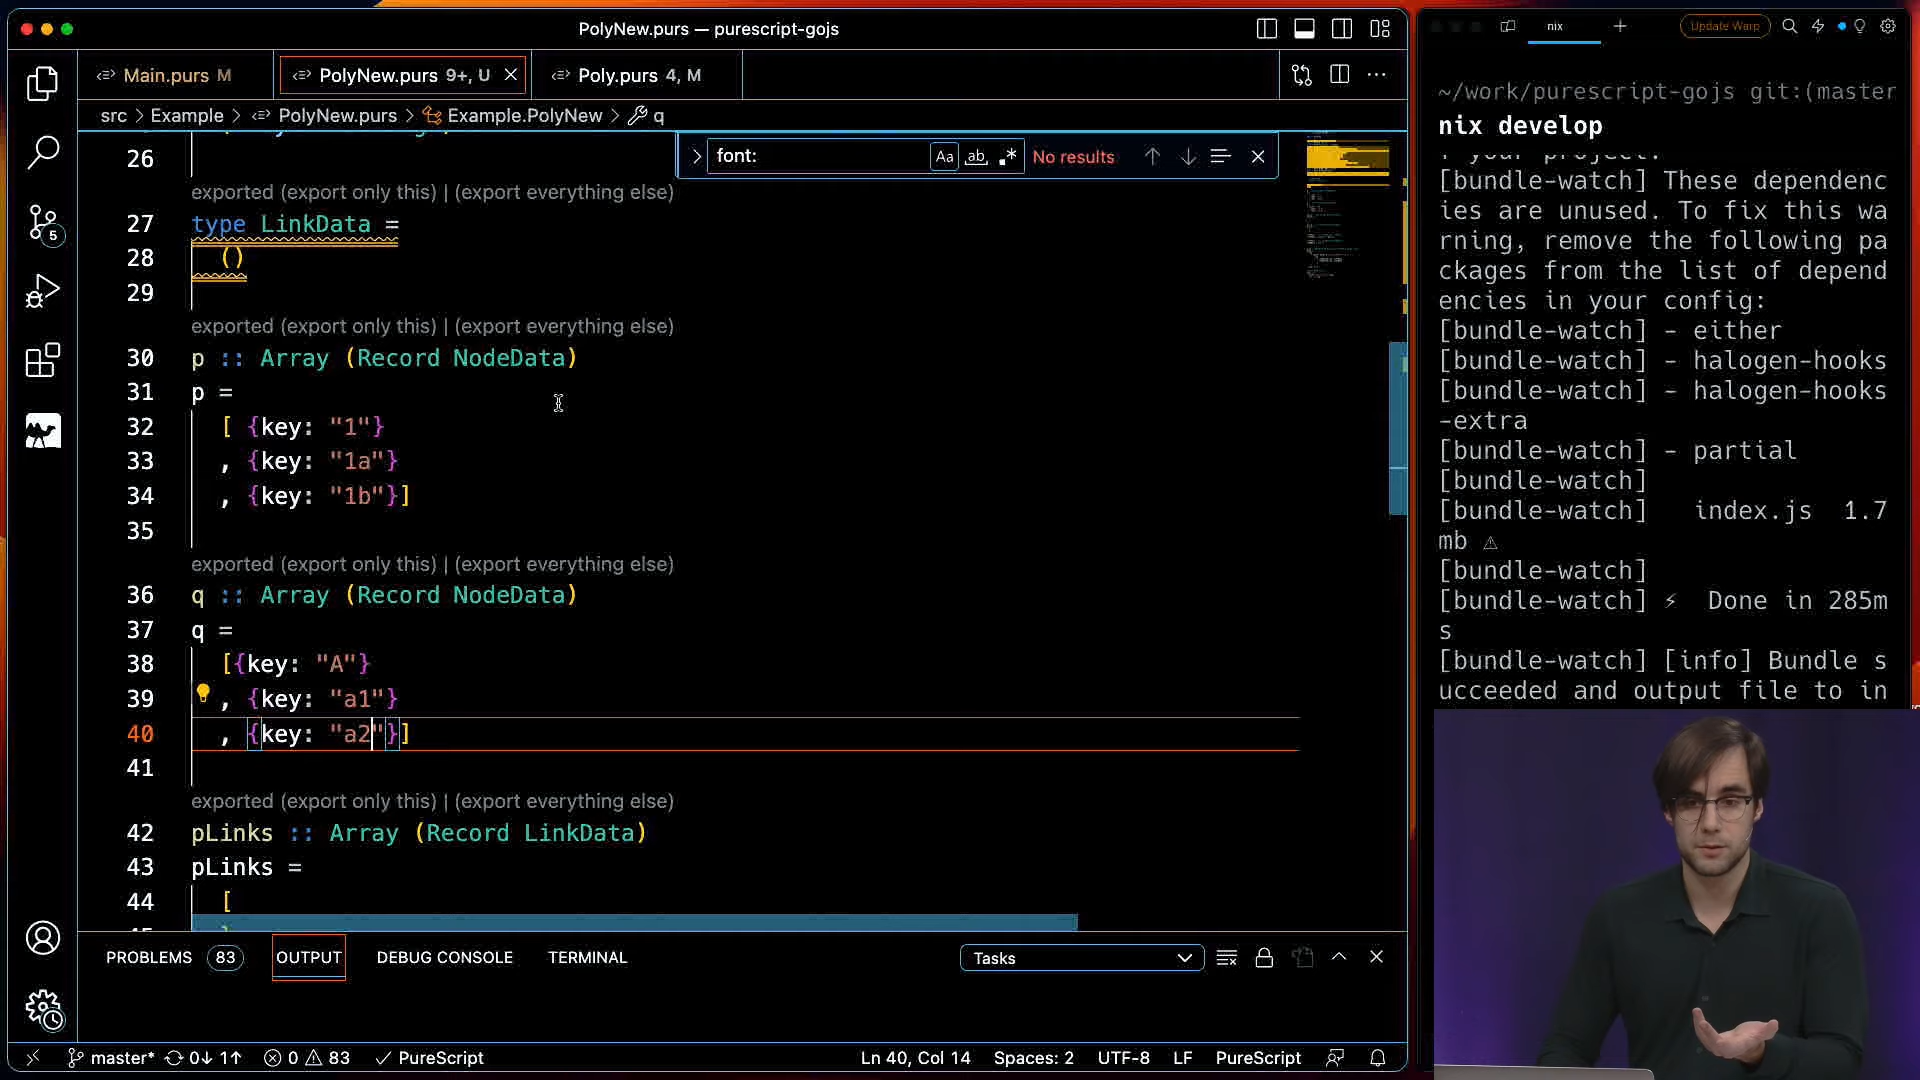 PolyNew.purs — purescript-gojs
Main.purs M
PolyNew.purs 9+, U
Poly.purs 4, M
src > Example > PolyNew.purs > Example.PolyNew > q
font:
Aa ab .*
No results
26
exported (export only this) | (export everything else)
27 type LinkData =
28 ()
29
exported (export only this) | (export everything else)
30 p :: Array (Record NodeData)
31 p =
32 [ {key: "1"}
33 , {key: "1a"}
34 , {key: "1b"}]
35
exported (export only this) | (export everything else)
36 q :: Array (Record NodeData)
37 q =
38 [{key: "A"}
39 , {key: "a1"}
40 , {key: "a2"}]
41
exported (export only this) | (export everything else)
42 pLinks :: Array (Record LinkData)
43 pLinks =
44 [
5
PROBLEMS 83 OUTPUT DEBUG CONSOLE TERMINAL
Tasks
master* 0↓ 1↑ 0 83 PureScript
Ln 40, Col 14 Spaces: 2 UTF-8 LF PureScript
nix
Update Warp
~/work/purescript-gojs git:(master
nix develop
f your project.
[bundle-watch] These dependenc
ies are unused. To fix this wa
rning, remove the following pa
ckages from the list of depend
encies in your config:
[bundle-watch] - either
[bundle-watch] - halogen-hooks
[bundle-watch] - halogen-hooks
-extra
[bundle-watch] - partial
[bundle-watch]
[bundle-watch] index.js 1.7
mb ⚠
[bundle-watch]
[bundle-watch] ⚡ Done in 285m
s
[bundle-watch] [info] Bundle s
ucceeded and output file to in